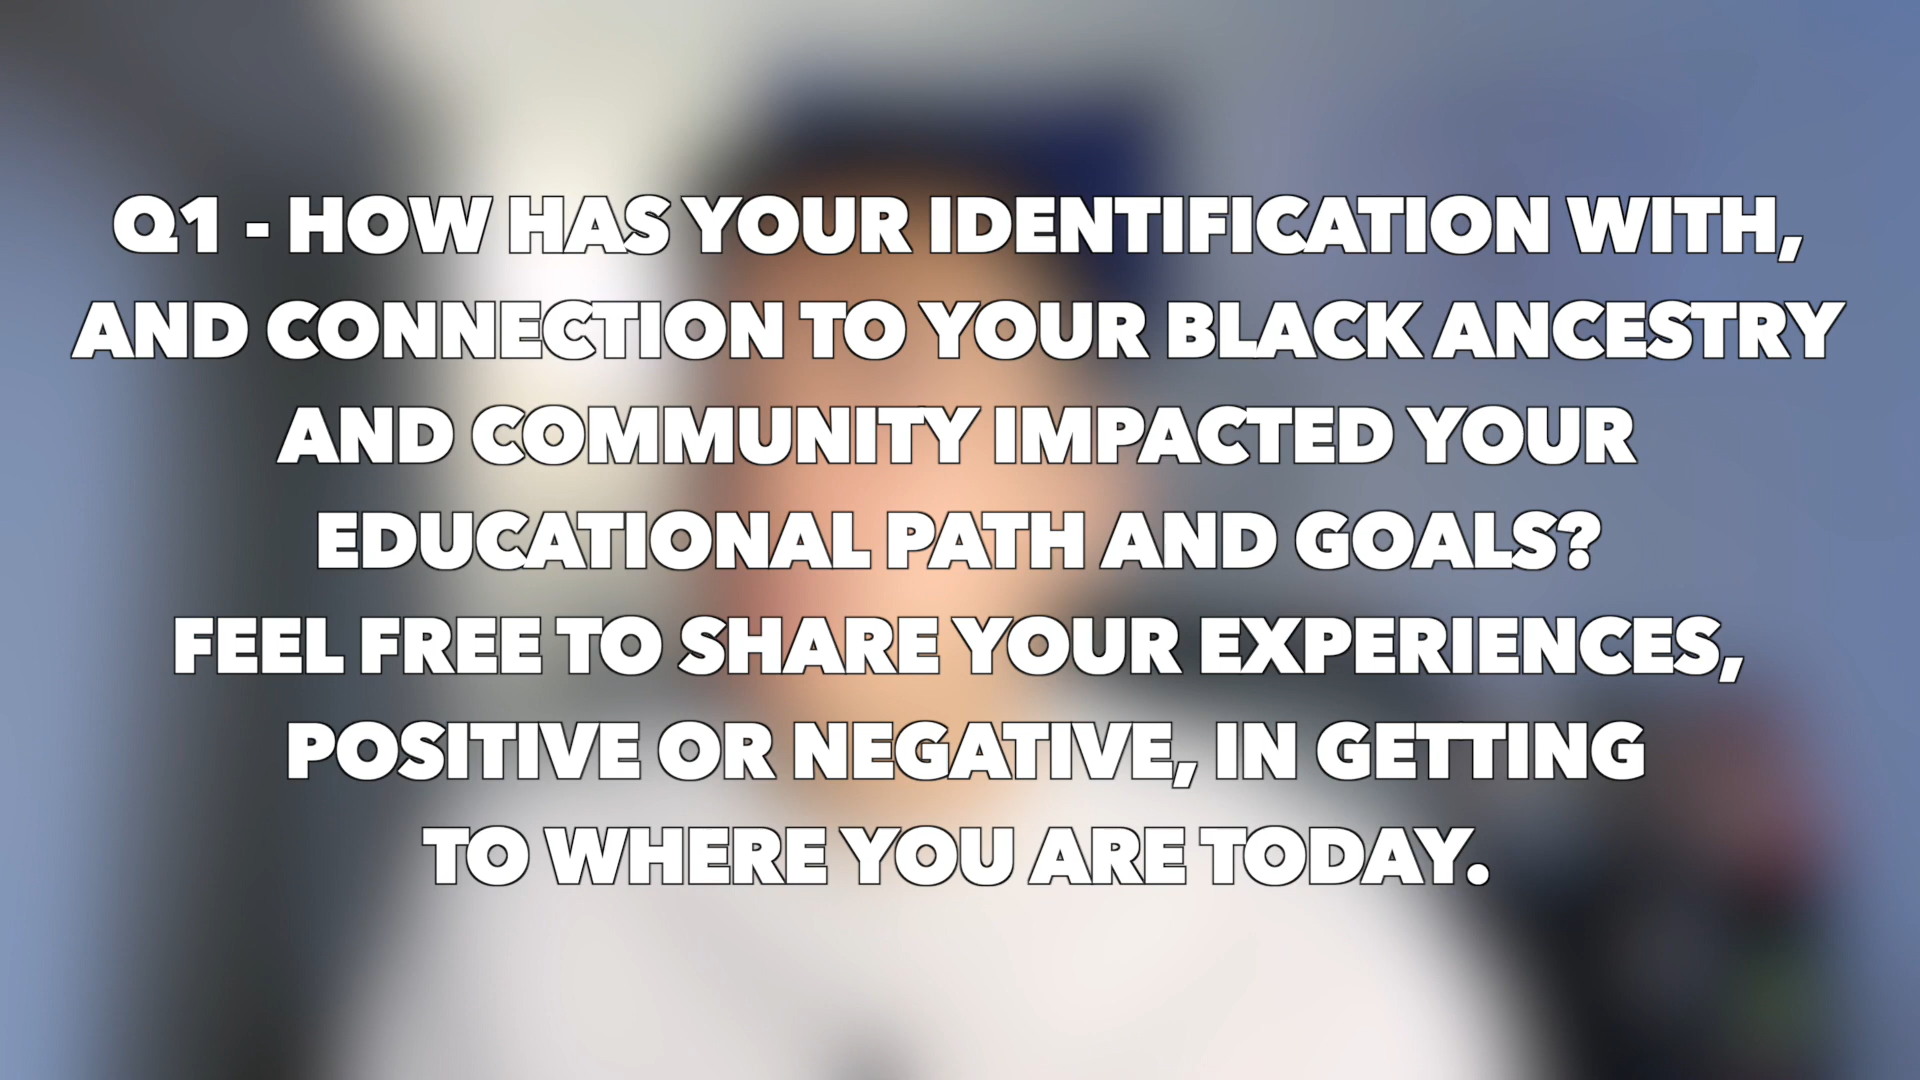 Q1 - HOW HAS YOUR IDENTIFICATION WITH,
AND CONNECTION TO YOUR BLACK ANCESTRY
AND COMMUNITY IMPACTED YOUR
EDUCATIONAL PATH AND GOALS?
FEEL FREE TO SHARE YOUR EXPERIENCES,
POSITIVE OR NEGATIVE, IN GETTING
TO WHERE YOU ARE TODAY.